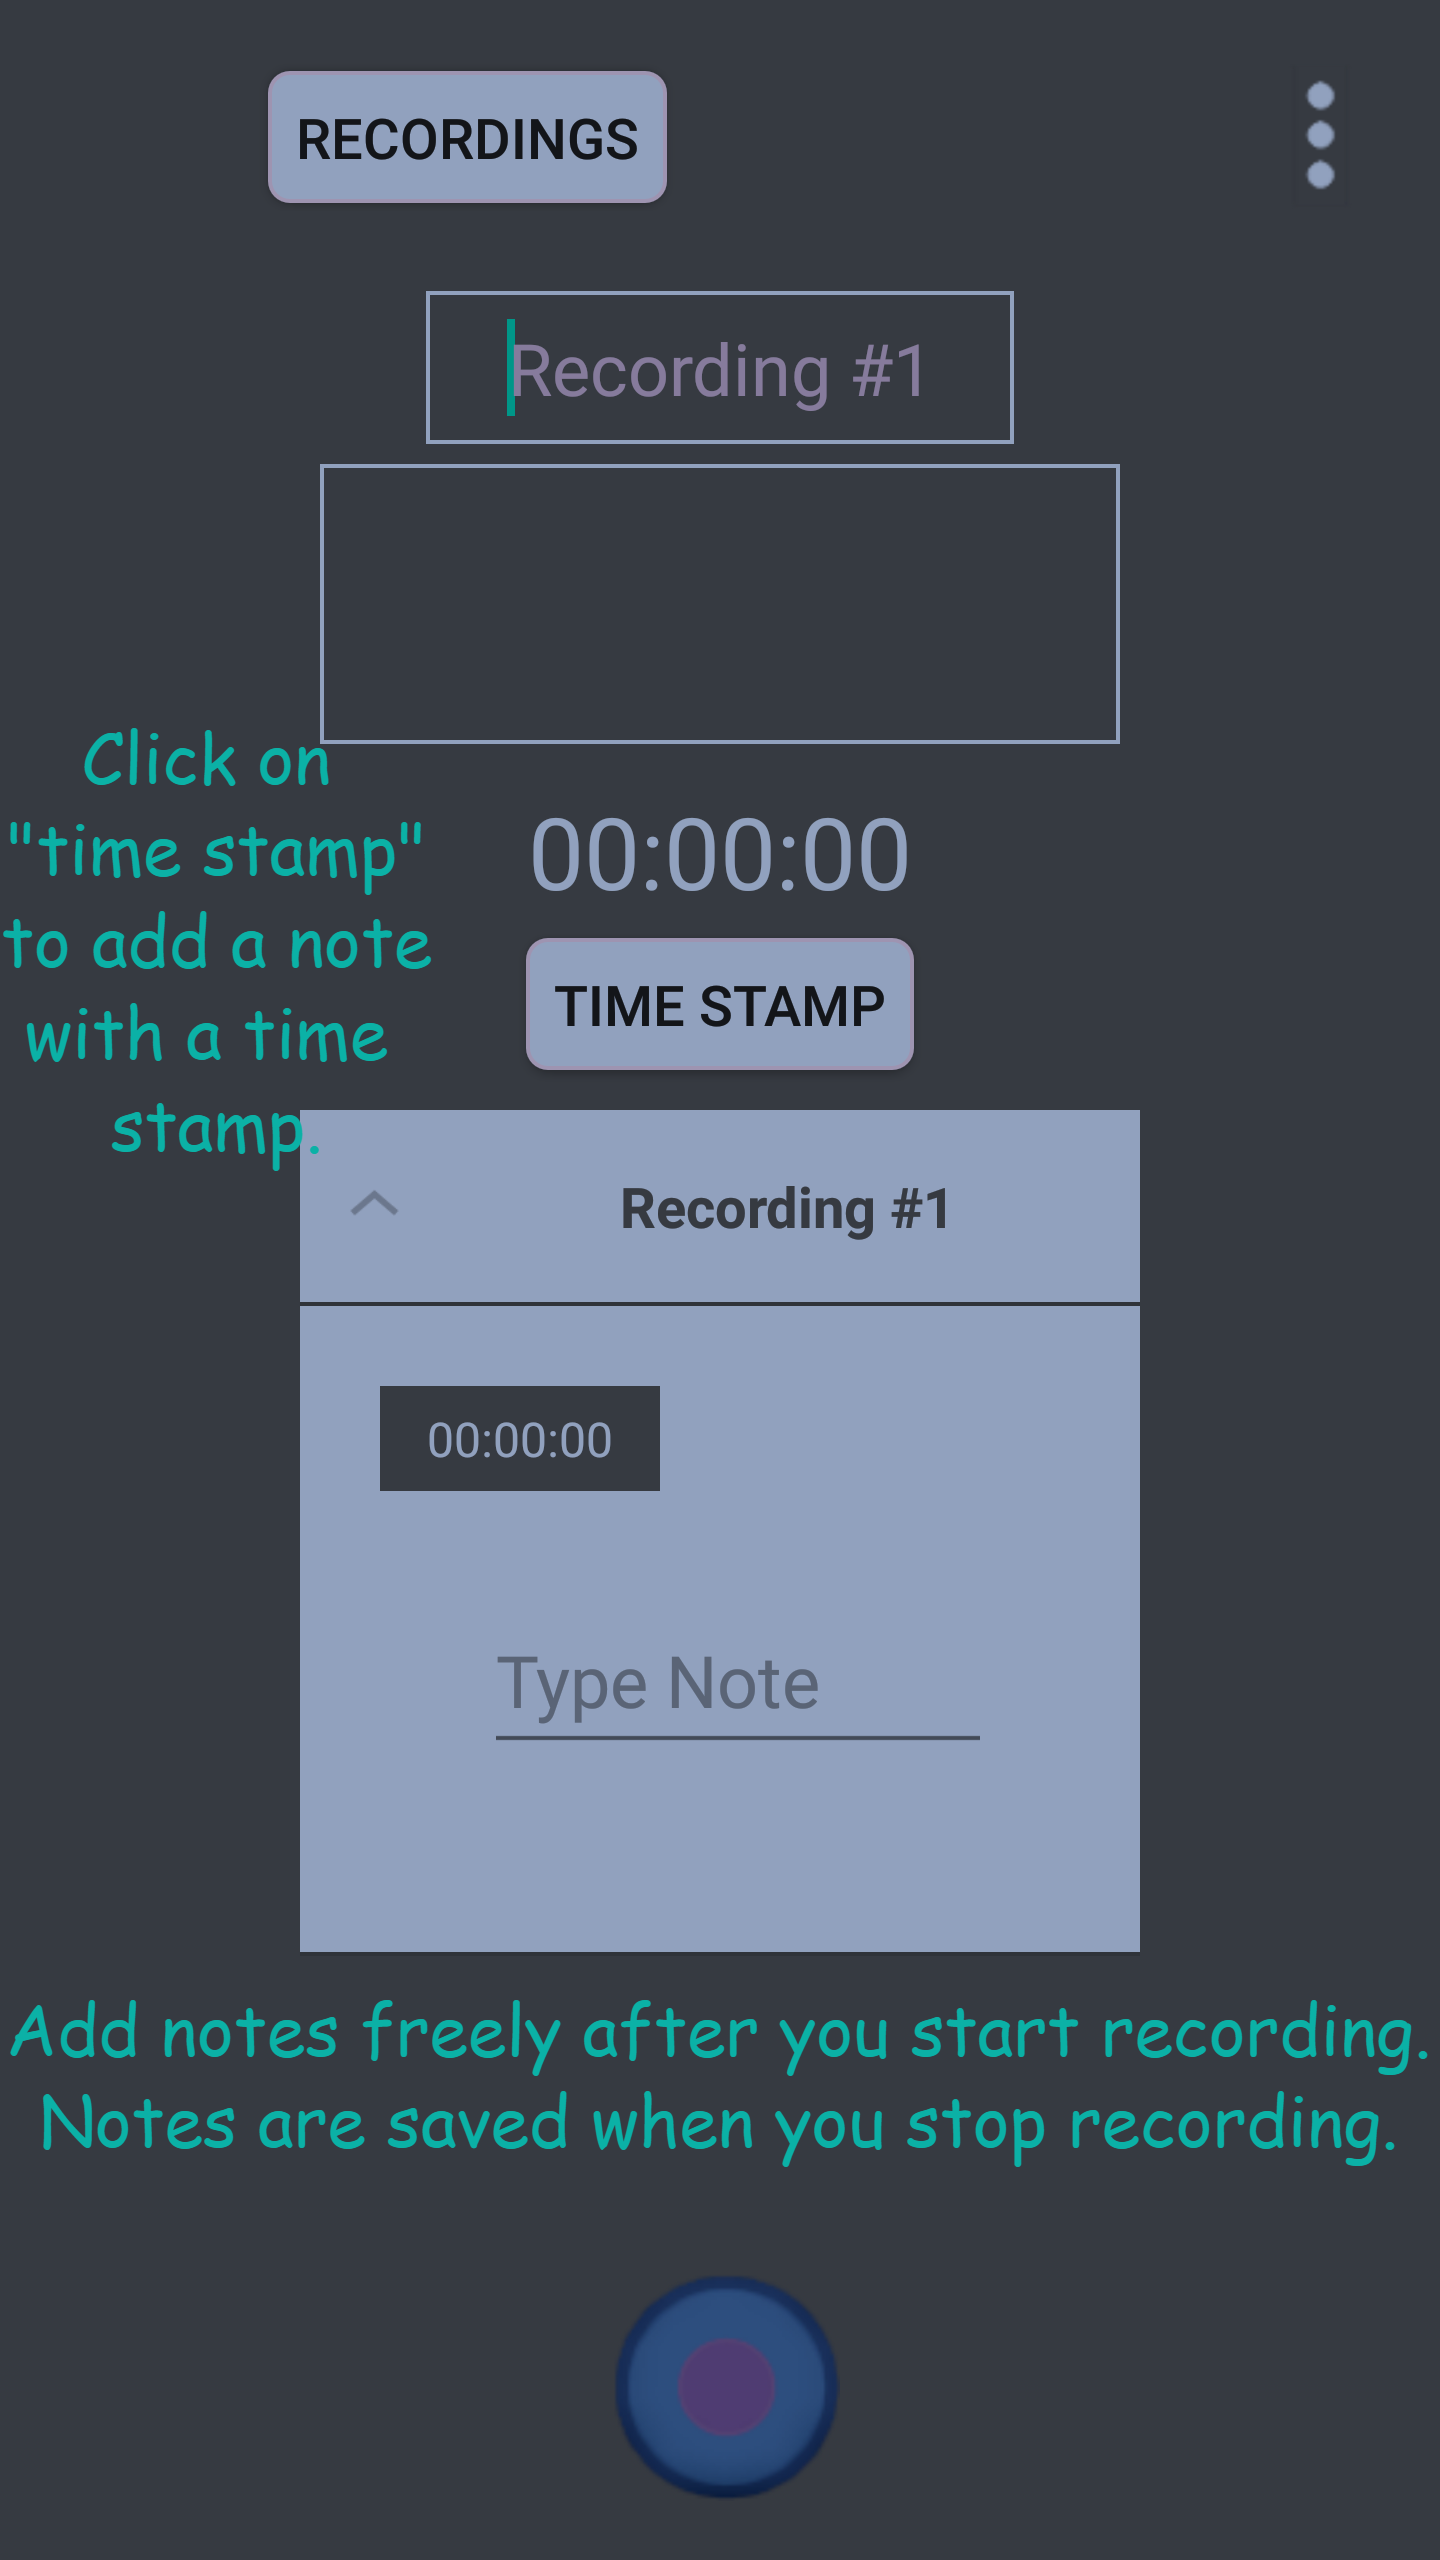 RECORDINGS
Recording #1
Click on
"time stamp"
to add a note
with a time
stamp.
00:00:00
TIME STAMP
Recording #1
00:00:00
Type Note
Add notes freely after you start recording.
Notes are saved when you stop recording.